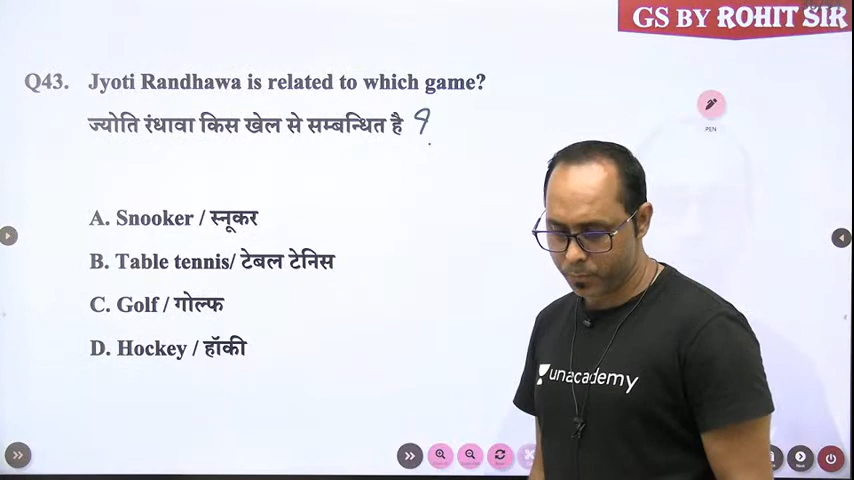 GS BY ROHIT SIR
Q43. Jyoti Randhawa is related to which game?
ज्योति रंधावा किस खेल से सम्बन्धित है ?
PEN
A. Snooker / स्नूकर
B. Table tennis/ टेबल टेनिस
C. Golf / गोल्फ
D. Hockey / हॉकी
unacademy
Next